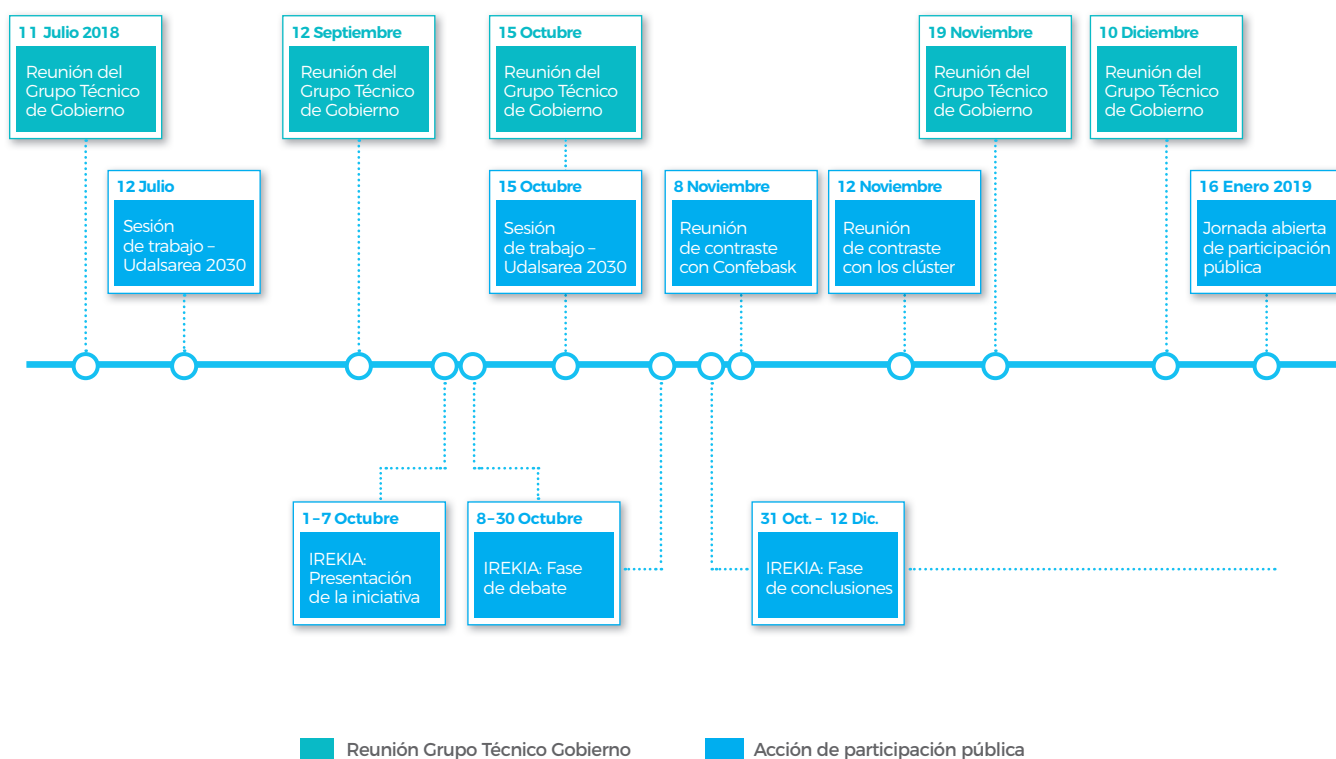 11 Julio 2018
Reunión del
Grupo Técnico
de Gobierno
12 Septiembre
Reunión del
Grupo Técnico
de Gobierno
15 Octubre
Reunión del
Grupo Técnico
de Gobierno
19 Noviembre
Reunión del
Grupo Técnico
de Gobierno
10 Diciembre
Reunión del
Grupo Técnico
de Gobierno
12 Julio
Sesión
de trabajo –
Udalsarea 2030
15 Octubre
Sesión
de trabajo –
Udalsarea 2030
8 Noviembre
Reunión
de contraste
con Confebask
12 Noviembre
Reunión
de contraste
con los clúster
16 Enero 2019
Jornada abierta
de participación
pública
1–7 Octubre
IREKIA:
Presentación
de la iniciativa
8–30 Octubre
IREKIA: Fase
de debate
31 Oct. – 12 Dic.
IREKIA: Fase
de conclusiones
Reunión Grupo Técnico Gobierno
Acción de participación pública